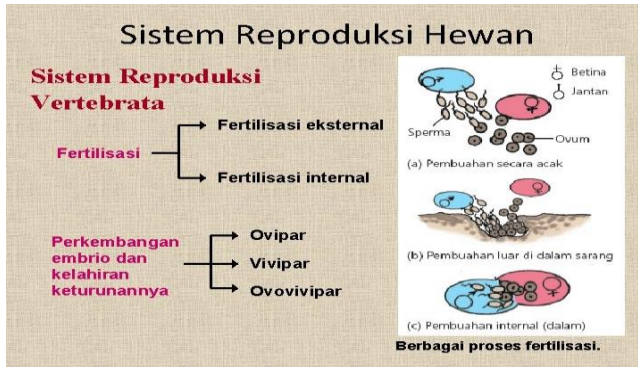 Sistem Reproduksi Hewan
Sistem Reproduksi
Vertebrata
Fertilisasi
Fertilisasi eksternal
Fertilisasi internal
Perkembangan
embrio dan
kelahiran
keturunannya
Ovipar
Vivipar
Ovovivipar
Betina
Jantan
Sperma
Ovum
(a) Pembuahan secara acak
(b) Pembuahan luar di dalam sarang
(c) Pembuahan internal (dalam)
Berbagai proses fertilisasi.